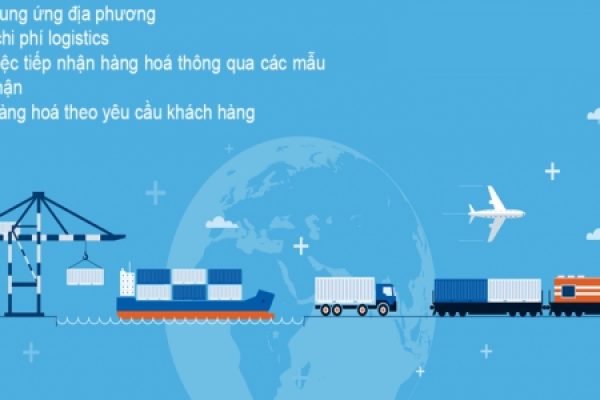 ung ứng địa phương
chi phí logistics
ệc tiếp nhận hàng hoá thông qua các mẫu
hận
àng hoá theo yêu cầu khách hàng